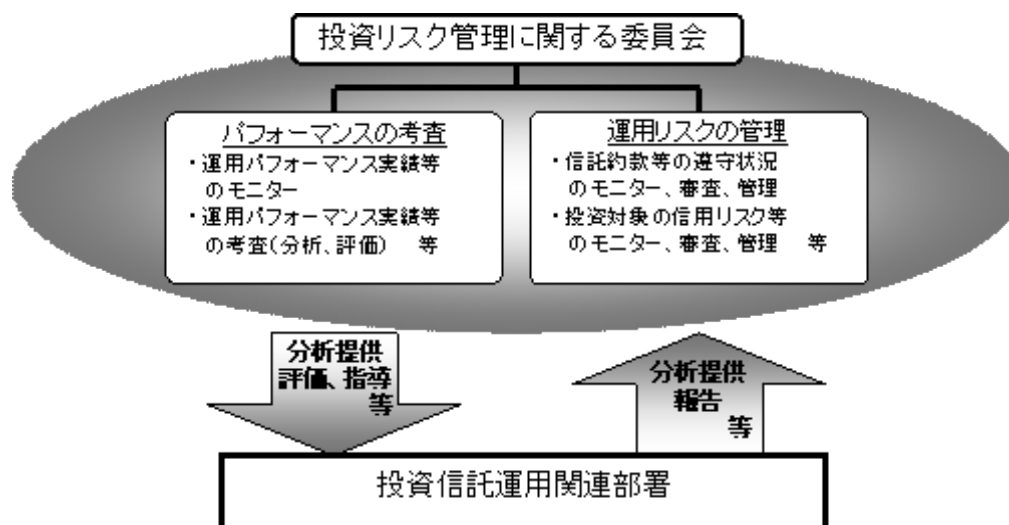 投資リスク管理に関する委員会
パフォーマンスの考査
・運用パフォーマンス実績等
のモニター
・運用パフォーマンス実績等
の考査(分析、評価) 等
運用リスクの管理
・信託約款等の遵守状況
のモニター、審査、管理
・投資対象の信用リスク等
のモニター、審査、管理 等
分析提供
評価、指導
等
分析提供
報告
等
投資信託運用関連部署